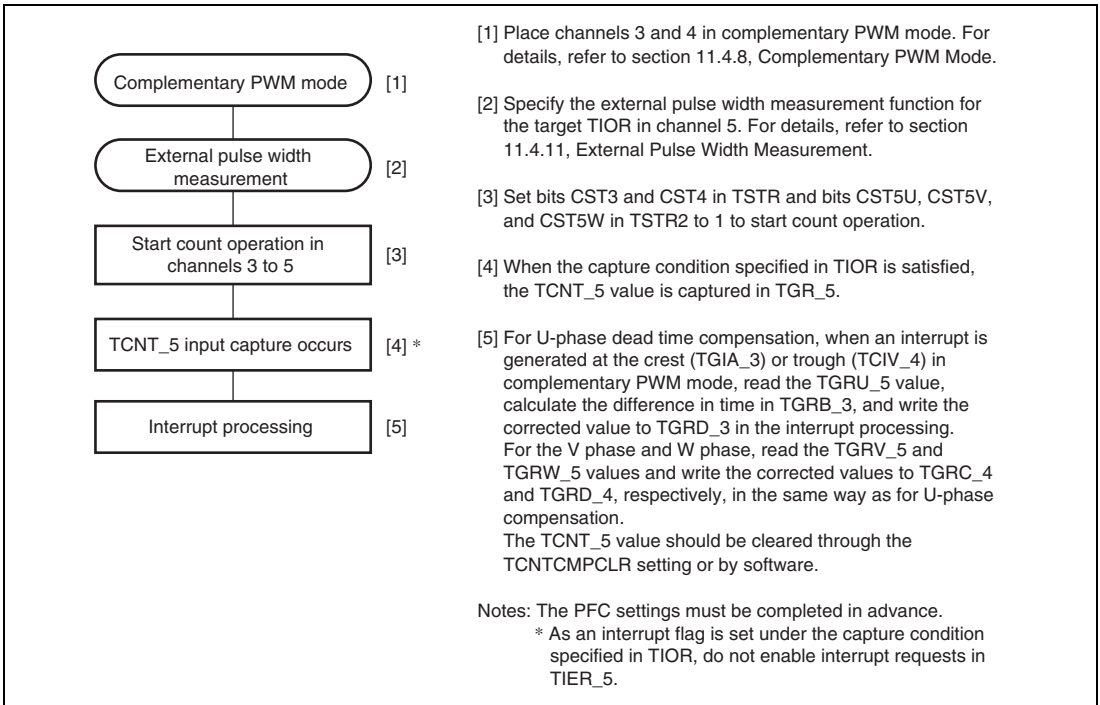 Complementary PWM mode [1]
External pulse width
measurement
[2]
Start count operation in
channels 3 to 5
[3]
TCNT_5 input capture occurs [4] *
Interrupt processing [5]
[1] Place channels 3 and 4 in complementary PWM mode. For
details, refer to section 11.4.8, Complementary PWM Mode.
[2] Specify the external pulse width measurement function for
the target TIOR in channel 5. For details, refer to section
11.4.11, External Pulse Width Measurement.
[3] Set bits CST3 and CST4 in TSTR and bits CST5U, CST5V,
and CST5W in TSTR2 to 1 to start count operation.
[4] When the capture condition specified in TIOR is satisfied,
the TCNT_5 value is captured in TGR_5.
[5] For U-phase dead time compensation, when an interrupt is
generated at the crest (TGIA_3) or trough (TCIV_4) in
complementary PWM mode, read the TGRU_5 value,
calculate the difference in time in TGRB_3, and write the
corrected value to TGRD_3 in the interrupt processing.
For the V phase and W phase, read the TGRV_5 and
TGRW_5 values and write the corrected values to TGRC_4
and TGRD_4, respectively, in the same way as for U-phase
compensation.
The TCNT_5 value should be cleared through the
TCNTCMPCLR setting or by software.
Notes: The PFC settings must be completed in advance.
* As an interrupt flag is set under the capture condition
specified in TIOR, do not enable interrupt requests in
TIER_5.